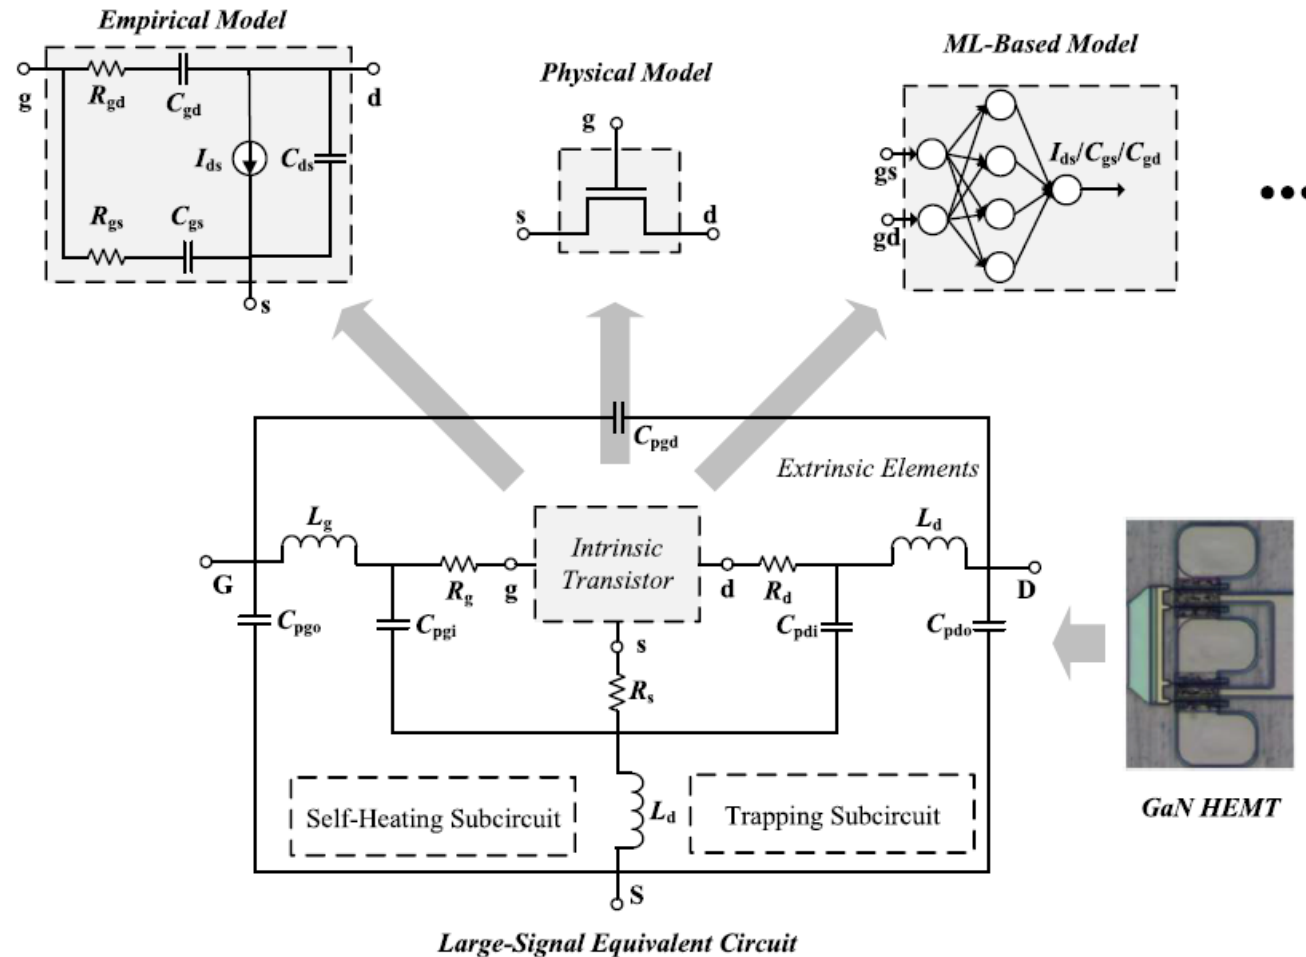 Empirical Model
g
R_gd
C_gd
d
I_ds
C_ds
R_gs
C_gs
s
Physical Model
g
s
d
ML-Based Model
gs
gd
I_ds/C_gs/C_gd
•••
C_pgd
Extrinsic Elements
L_g
L_d
G
R_g
g
Intrinsic
Transistor
d
R_d
D
C_pgo
C_pgi
s
C_pdi
C_pdo
R_s
Self-Heating Subcircuit
L_d
Trapping Subcircuit
S
GaN HEMT
Large-Signal Equivalent Circuit